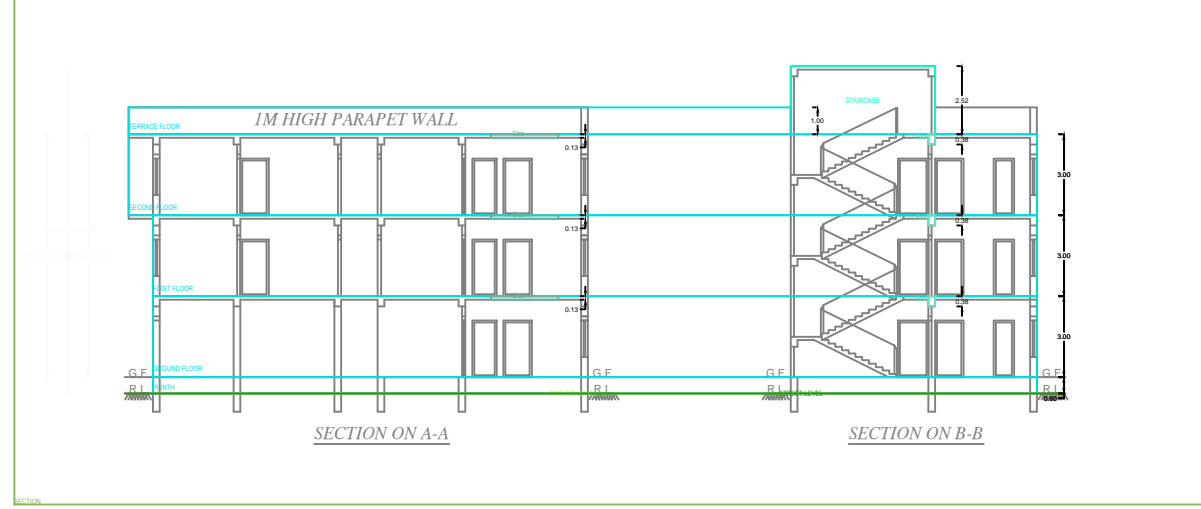 2.52
STAIRCASE
1M HIGH PARAPET WALL
1.00
TERRACE FLOOR
0.13
0.38
3.00
SECOND FLOOR
0.13
0.38
3.00
FIRST FLOOR
0.13
0.38
3.00
GROUND FLOOR
G.F G.F G.F G.F
PLINTH
R.L R.L R.L R.L
0.60
SECTION ON A-A
SECTION ON B-B
SECTION